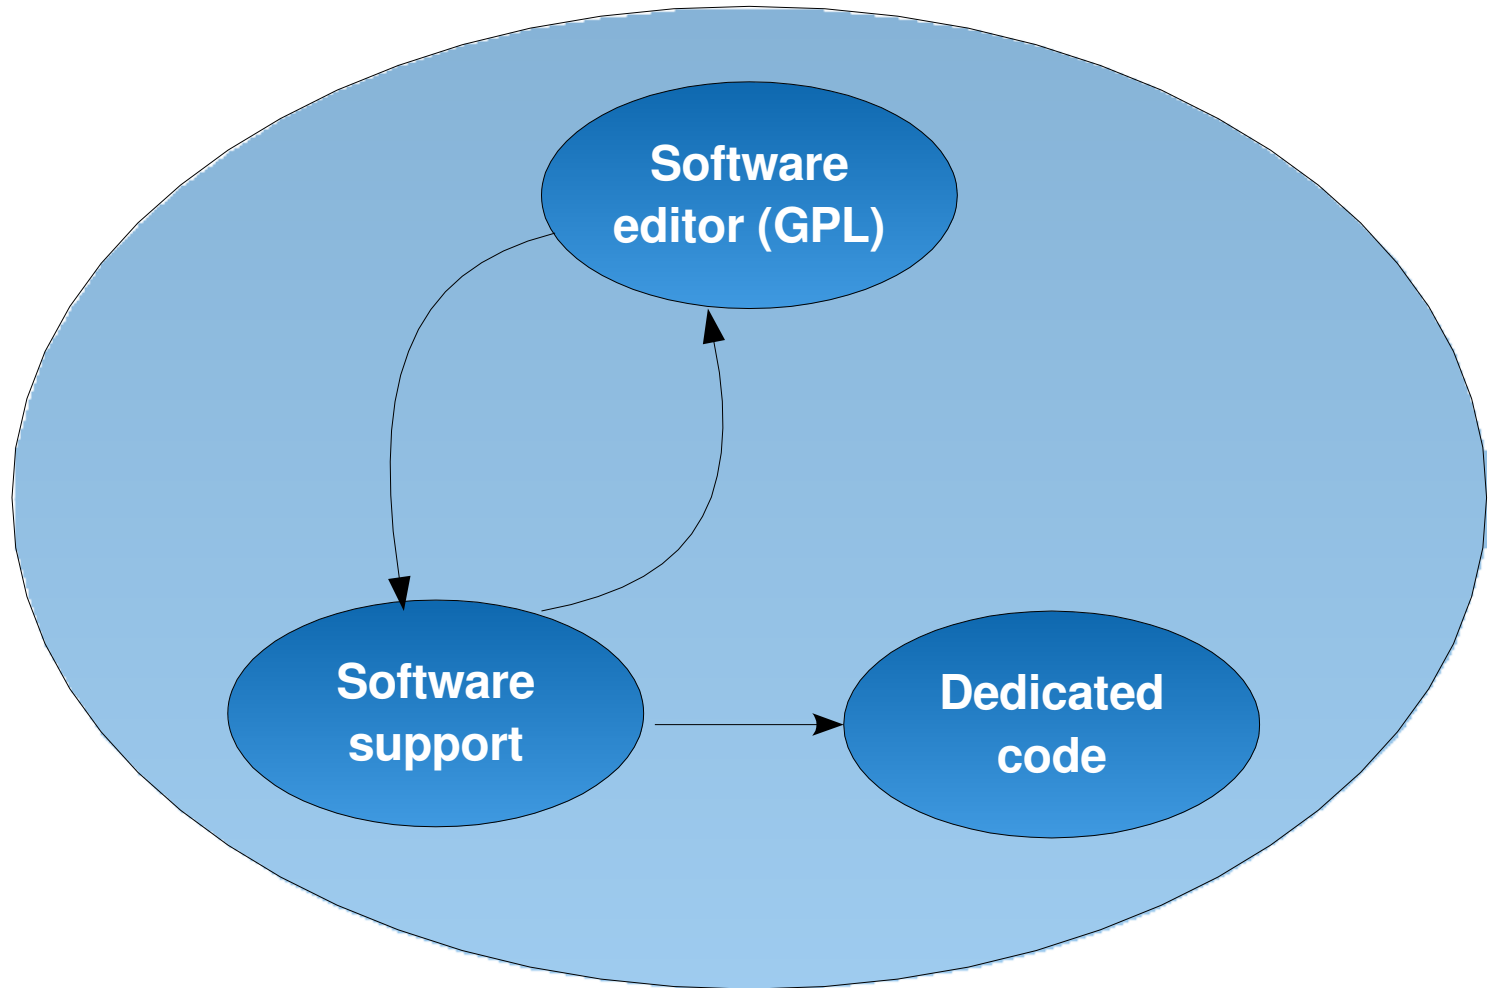 Software
editor (GPL)
Software
support
Dedicated
code